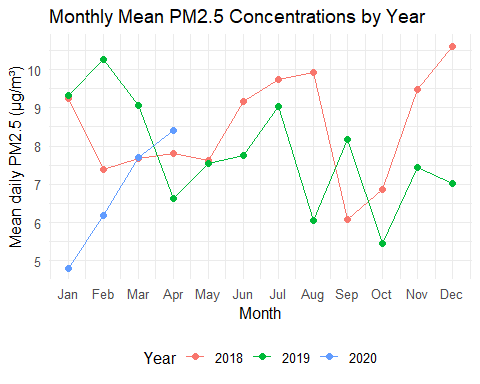 Monthly Mean PM2.5 Concentrations by Year
Mean daily PM2.5 (µg/m³)
10
9
8
7
6
5
Jan Feb Mar Apr May Jun Jul Aug Sep Oct Nov Dec
Month
Year 2018 2019 2020